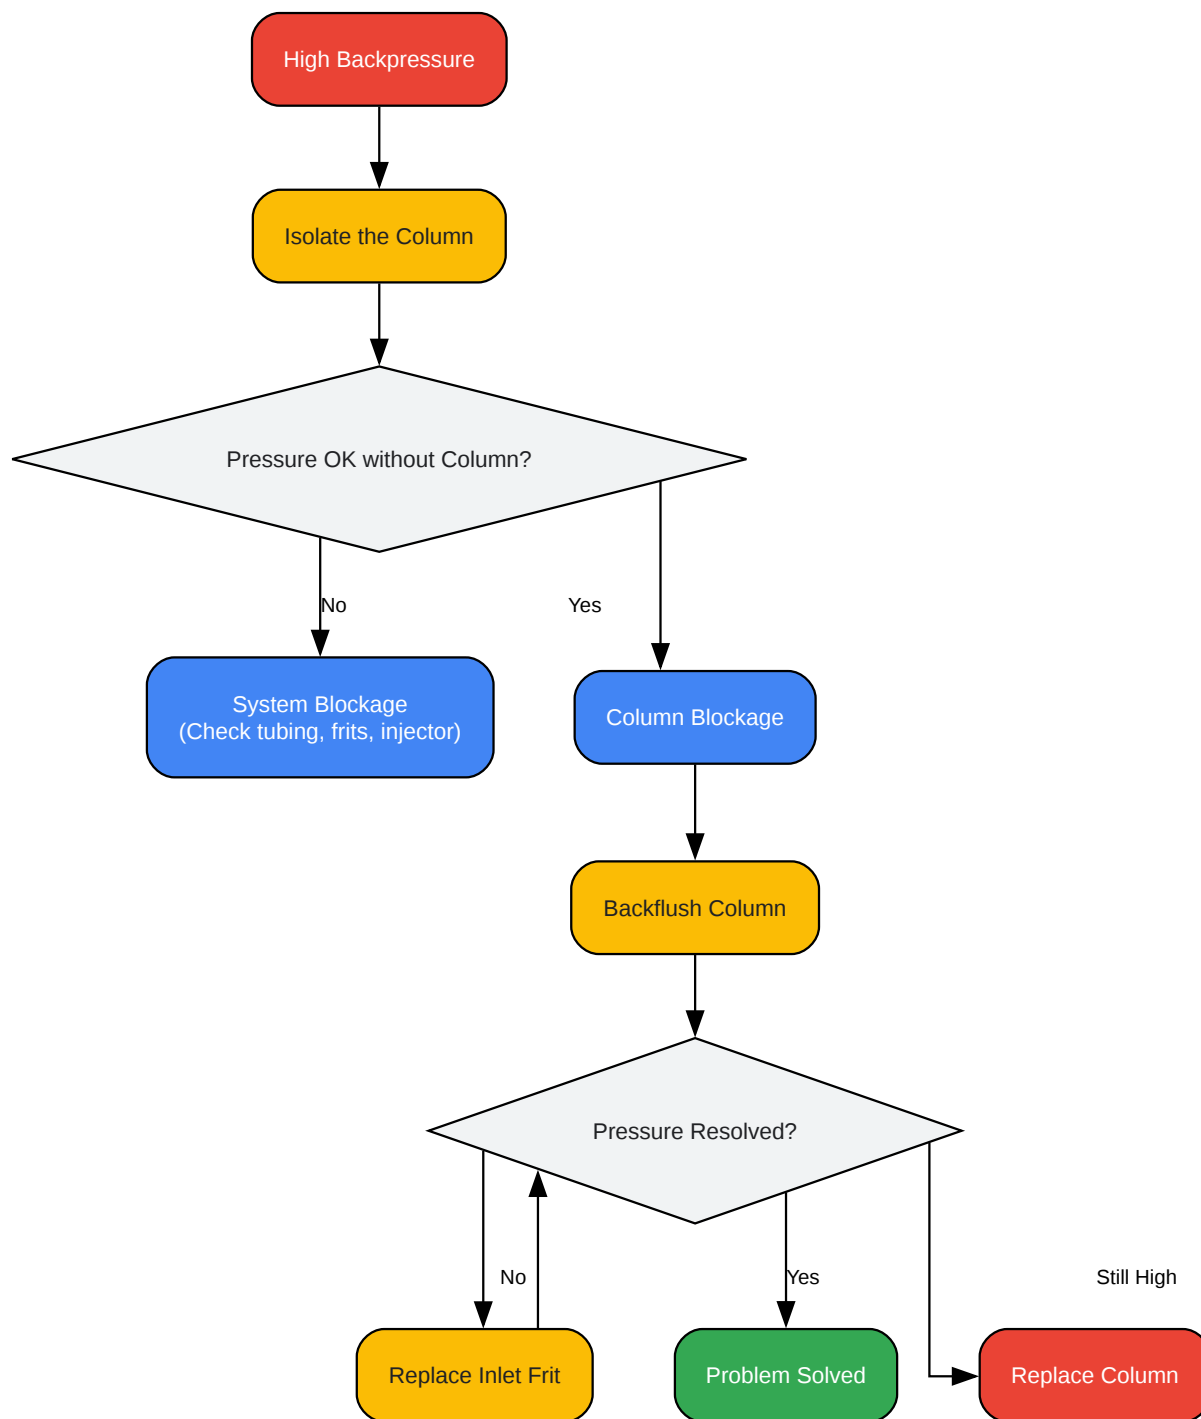 High Backpressure
Isolate the Column
Pressure OK without Column?
No
Yes
System Blockage
(Check tubing, frits, injector)
Column Blockage
Backflush Column
Pressure Resolved?
No
Yes
Still High
Replace Inlet Frit
Problem Solved
Replace Column